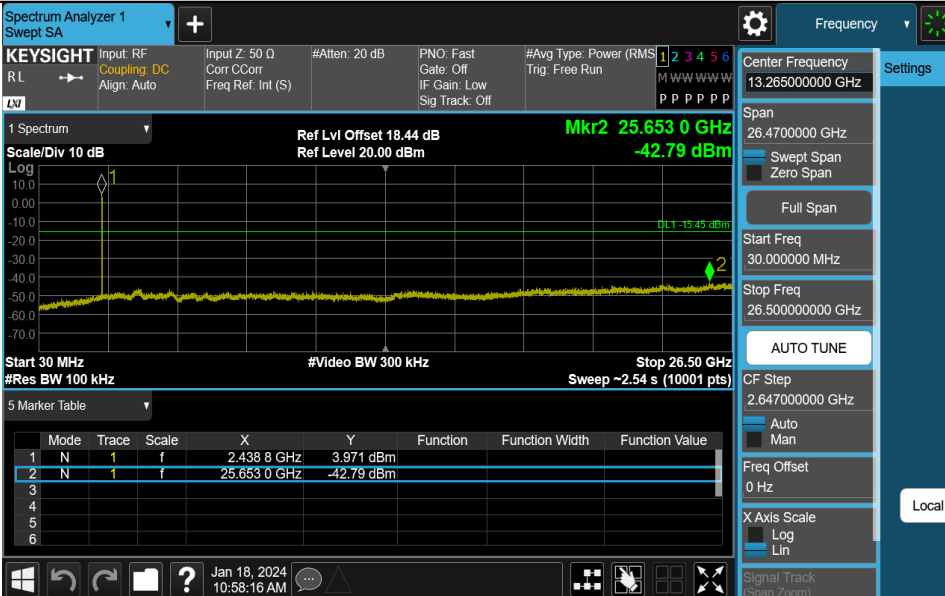 Spectrum Analyzer 1
Swept SA
+
Frequency
KEYSIGHT
RL
LXI
Input: RF
Coupling: DC
Align: Auto
Input Z: 50 Ω
Corr CCorr
Freq Ref: Int (S)
#Atten: 20 dB
PNO: Fast
Gate: Off
IF Gain: Low
Sig Track: Off
#Avg Type: Power (RMS
Trig: Free Run
1 2 3 4 5 6
M W W W W W
P P P P P P
1 Spectrum
Scale/Div 10 dB
Ref Lvl Offset 18.44 dB
Ref Level 20.00 dBm
Mkr2 25.653 0 GHz
-42.79 dBm
Log
10.0
0.00
-10.0
-20.0
-30.0
-40.0
-50.0
-60.0
-70.0
1
DL1 -15.45 dBm
2
Start 30 MHz
#Video BW 300 kHz
Stop 26.50 GHz
#Res BW 100 kHz
Sweep ~2.54 s (10001 pts)
5 Marker Table
Mode Trace Scale X Y Function Function Width Function Value
1 N 1 f 2.438 8 GHz 3.971 dBm
2 N 1 f 25.653 0 GHz -42.79 dBm
3
4
5
6
?
Jan 18, 2024
10:58:16 AM
Center Frequency
13.265000000 GHz
Settings
Span
26.4700000 GHz
Swept Span
Zero Span
Full Span
Start Freq
30.000000 MHz
Stop Freq
26.500000000 GHz
AUTO TUNE
CF Step
2.647000000 GHz
Auto
Man
Freq Offset
0 Hz
Local
X Axis Scale
Log
Lin
Signal Track
(Span Zoom)